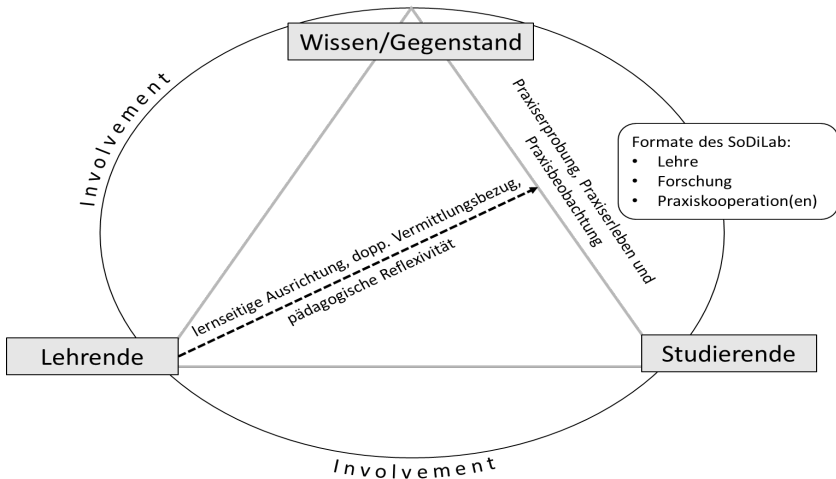 Wissen/Gegenstand
Involvement
Praxiserprobung, Praxiserleben und
Praxisbeobachtung
Formate des SoDiLab:
• Lehre
• Forschung
• Praxiskooperation(en)
lernseitige Ausrichtung, dopp. Vermittlungsbezug,
pädagogische Reflexivität
Lehrende
Studierende
Involvement